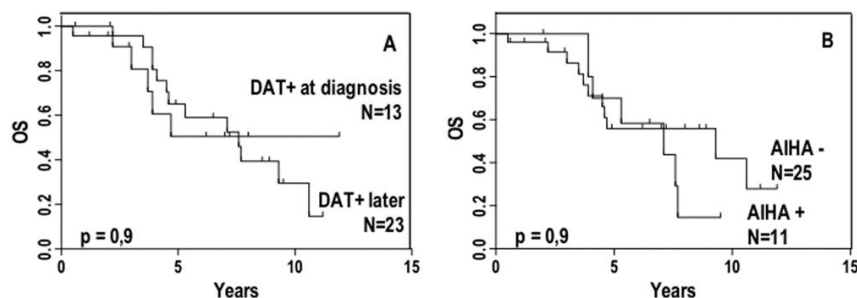 A
OS
1.0
0.8
0.6
0.4
0.2
0.0
DAT+ at diagnosis
N=13
DAT+ later
N=23
p = 0,9
0
5
10
15
Years
B
OS
1.0
0.8
0.6
0.4
0.2
0.0
AIHA -
N=25
AIHA +
N=11
p = 0,9
0
5
10
15
Years